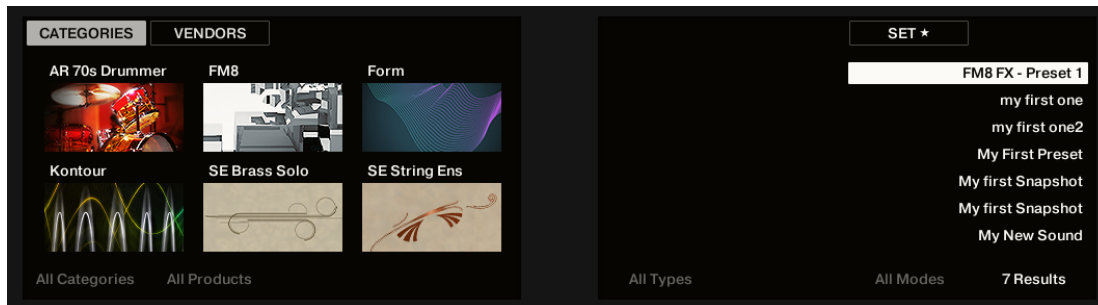 CATEGORIES VENDORS
AR 70s Drummer FM8 Form
Kontour SE Brass Solo SE String Ens
All Categories All Products
SET ★
FM8 FX - Preset 1
my first one
my first one2
My First Preset
My first Snapshot
My first Snapshot
My New Sound
All Types All Modes 7 Results